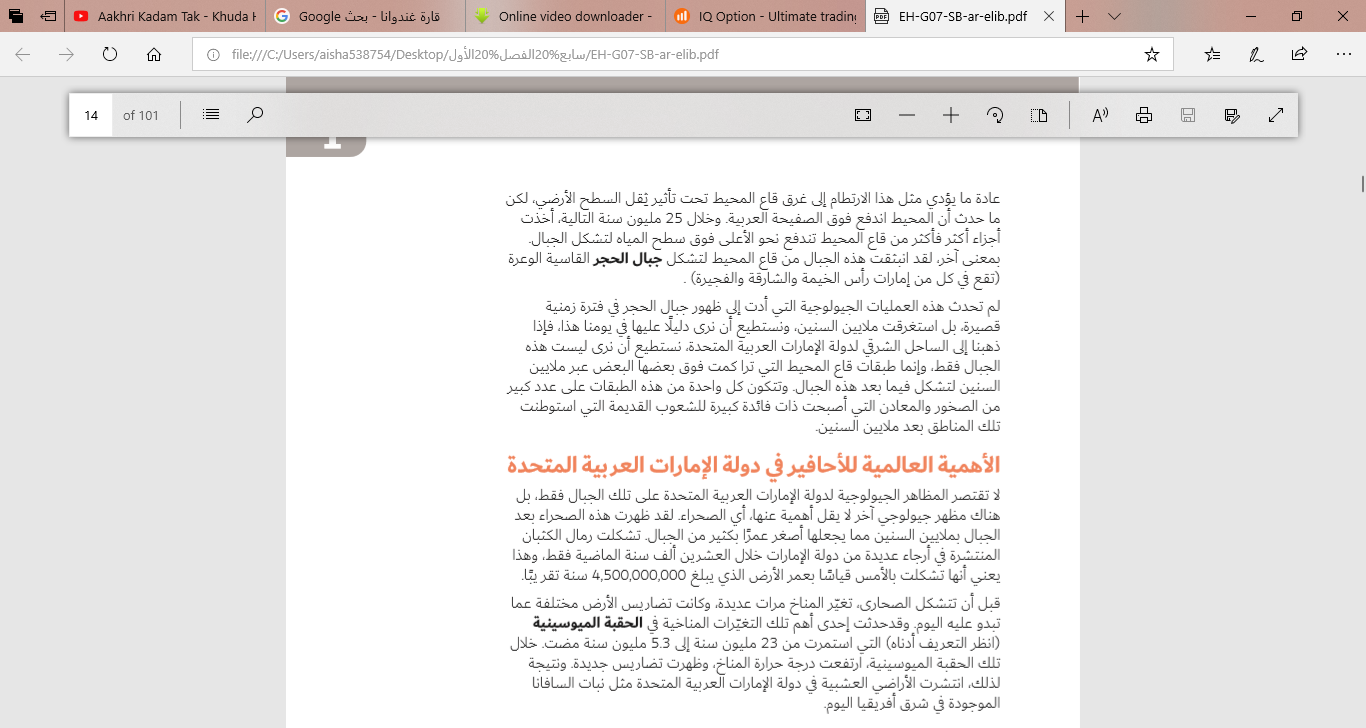 Aakhri Kadam Tak - Khuda H
قارة غندوانا - بحث Google
Online video downloader -
IQ Option - Ultimate trading
EH-G07-SB-ar-elib.pdf
file:///C:/Users/aisha538754/Desktop/سابع%20الفصل%20الأول/EH-G07-SB-ar-elib.pdf
14 of 101
1
عادة ما يؤدي مثل هذا الارتطام إلى غرق قاع المحيط تحت تأثير ثِقل السطح الأرضي، لكن
ما حدث أن المحيط اندفع فوق الصفيحة العربية. وخلال 25 مليون سنة التالية، أخذت
أجزاء أكثر فأكثر من قاع المحيط تندفع نحو الأعلى فوق سطح المياه لتشكل الجبال.
بمعنى آخر، لقد انبثقت هذه الجبال من قاع المحيط لتشكل جبال الحجر القاسية الوعرة
(تقع في كل من إمارات رأس الخيمة والشارقة والفجيرة) .
لم تحدث هذه العمليات الجيولوجية التي أدت إلى ظهور جبال الحجر في فترة زمنية
قصيرة، بل استغرقت ملايين السنين، ونستطيع أن نرى دليلًا عليها في يومنا هذا، فإذا
ذهبنا إلى الساحل الشرقي لدولة الإمارات العربية المتحدة، نستطيع أن نرى ليست هذه
الجبال فقط، وإنما طبقات قاع المحيط التي ترا كمت فوق بعضها البعض عبر ملايين
السنين لتشكل فيما بعد هذه الجبال. وتتكون كل واحدة من هذه الطبقات على عدد كبير
من الصخور والمعادن التي أصبحت ذات فائدة كبيرة للشعوب القديمة التي استوطنت
تلك المناطق بعد ملايين السنين.
الأهمية العالمية للأحافير في دولة الإمارات العربية المتحدة
لا تقتصر المظاهر الجيولوجية لدولة الإمارات العربية المتحدة على تلك الجبال فقط، بل
هناك مظهر جيولوجي آخر لا يقل أهمية عنها، أي الصحراء. لقد ظهرت هذه الصحراء بعد
الجبال بملايين السنين مما يجعلها أصغر عمرًا بكثير من الجبال. تشكلت رمال الكثبان
المنتشرة في أرجاء عديدة من دولة الإمارات خلال العشرين ألف سنة الماضية فقط، وهذا
يعني أنها تشكلت بالأمس قياسًا بعمر الأرض الذي يبلغ 4,500,000,000 سنة تقر يبًا.
قبل أن تتشكل الصحارى، تغيّر المناخ مرات عديدة، وكانت تضاريس الأرض مختلفة عما
تبدو عليه اليوم. وقدحدثت إحدى أهم تلك التغيّرات المناخية في الحقبة الميوسينية
(انظر التعريف أدناه) التي استمرت من 23 مليون سنة إلى 5.3 مليون سنة مضت. خلال
تلك الحقبة الميوسينية، ارتفعت درجة حرارة المناخ، وظهرت تضاريس جديدة. ونتيجة
لذلك، انتشرت الأراضي العشبية في دولة الإمارات العربية المتحدة مثل نبات السافانا
الموجودة في شرق أفريقيا اليوم.